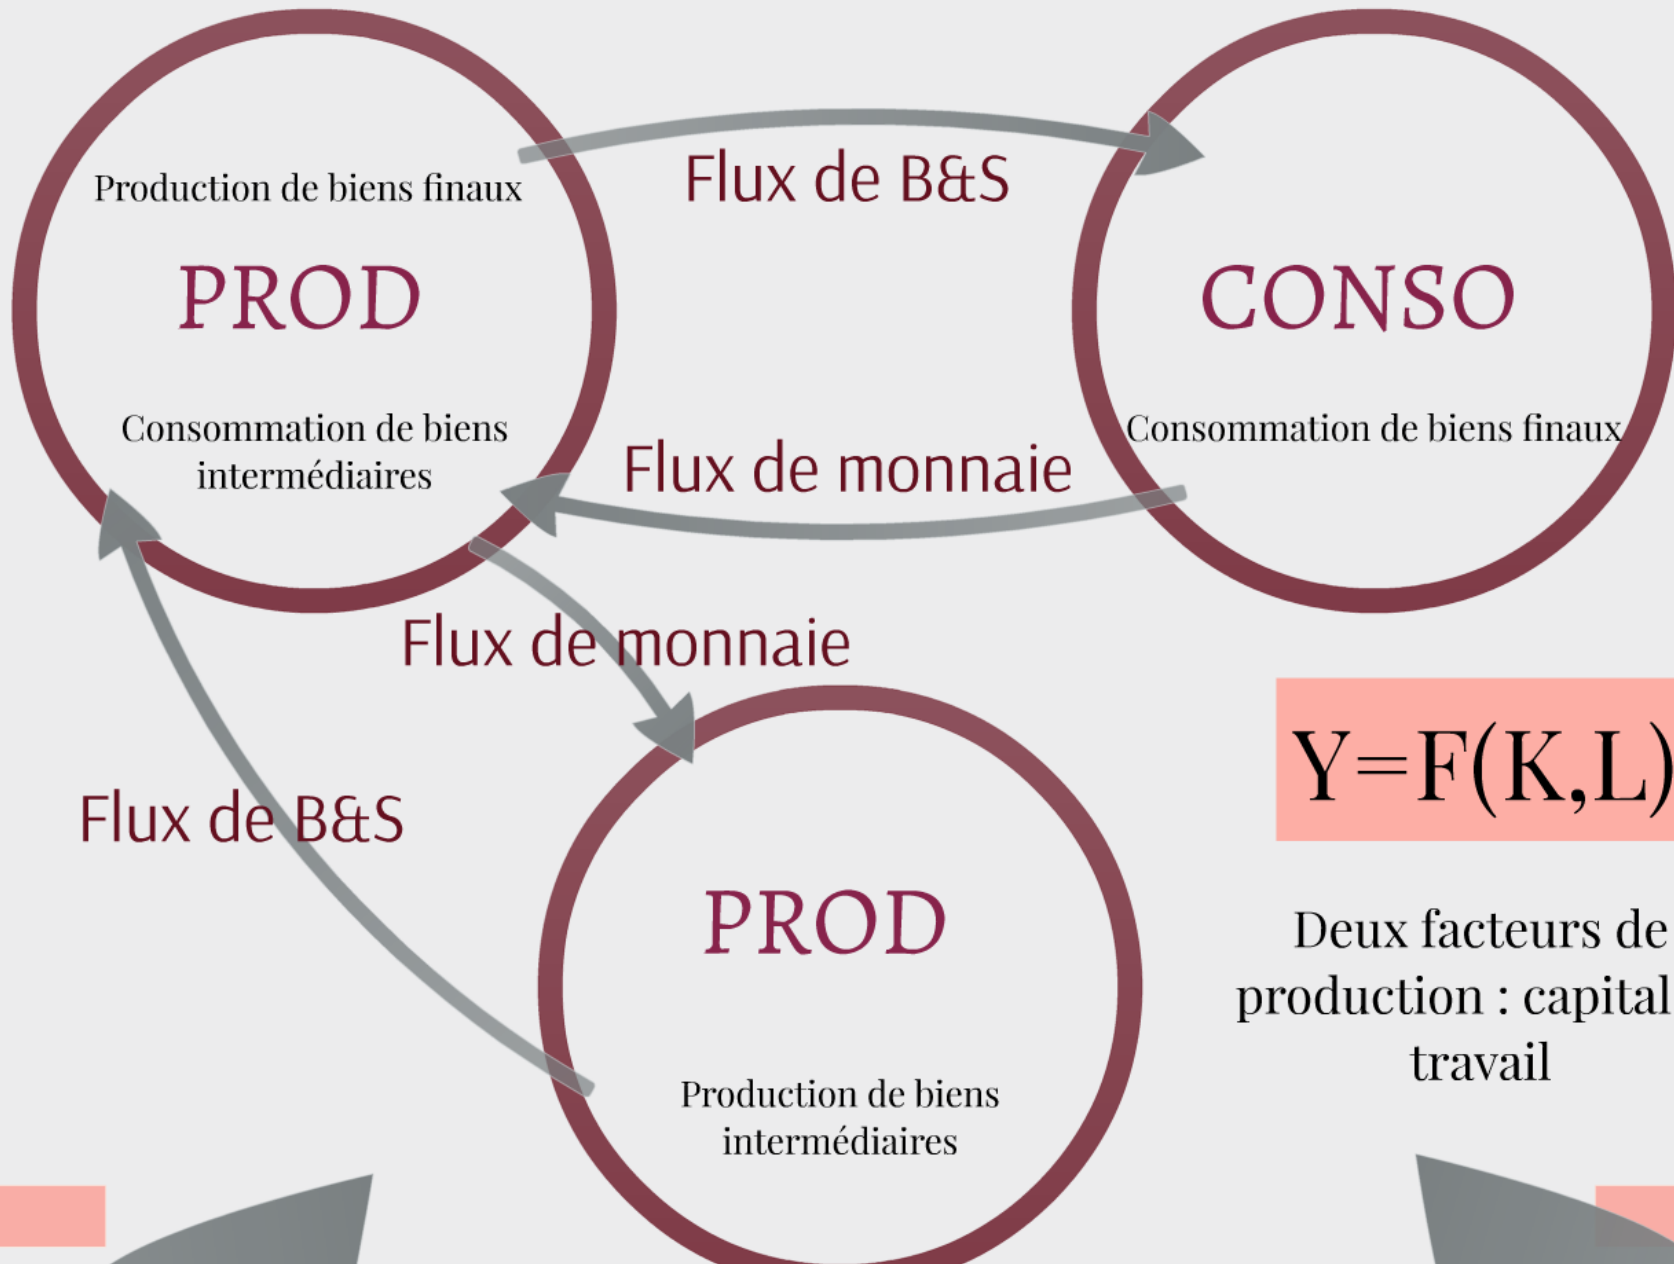 Production de biens finaux
PROD
Consommation de biens
intermédiaires
Flux de B&S
CONSO
Consommation de biens finaux
Flux de monnaie
Flux de monnaie
Flux de B&S
PROD
Production de biens
intermédiaires
Y=F(K,L)
Deux facteurs de
production : capital
travail